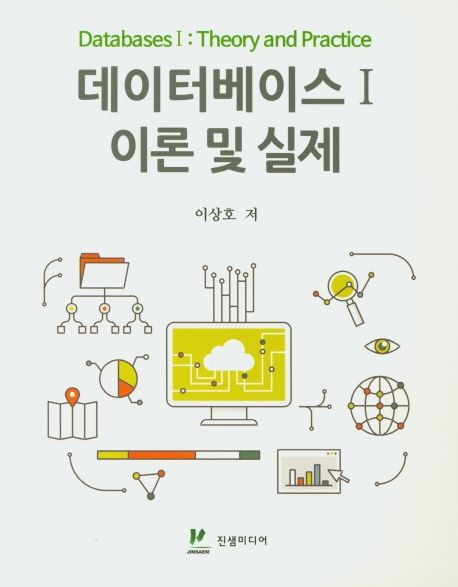 Databases I : Theory and Practice
데이터베이스 I
이론 및 실제
이상호 저
JINSAEM
진샘미디어